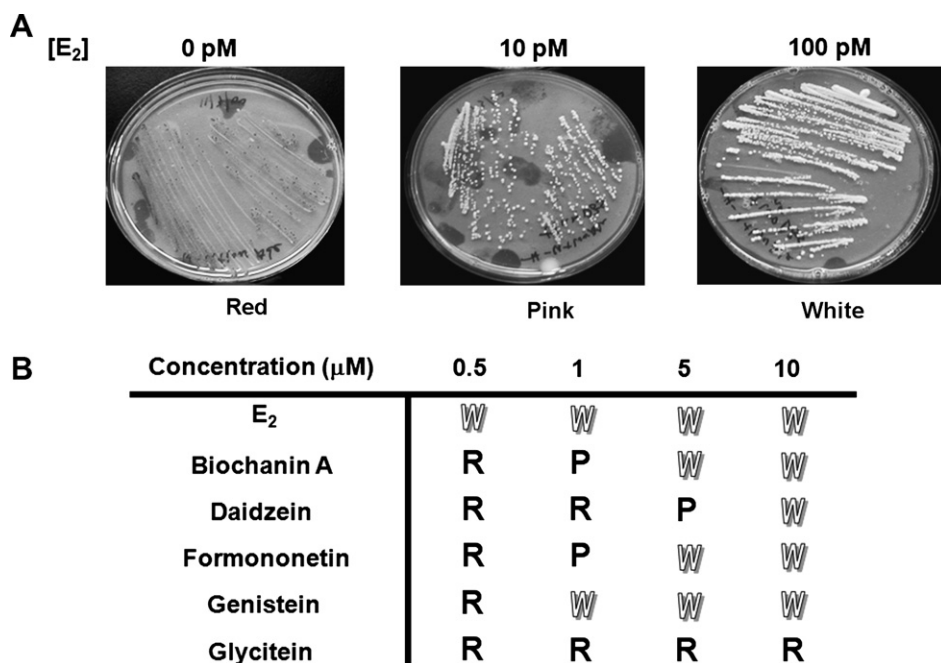 A
[E₂] 0 pM 10 pM 100 pM
Red Pink White
B Concentration (μM) 0.5 1 5 10
E₂ W W W W
Biochanin A R P W W
Daidzein R R P W
Formononetin R P W W
Genistein R W W W
Glycitein R R R R